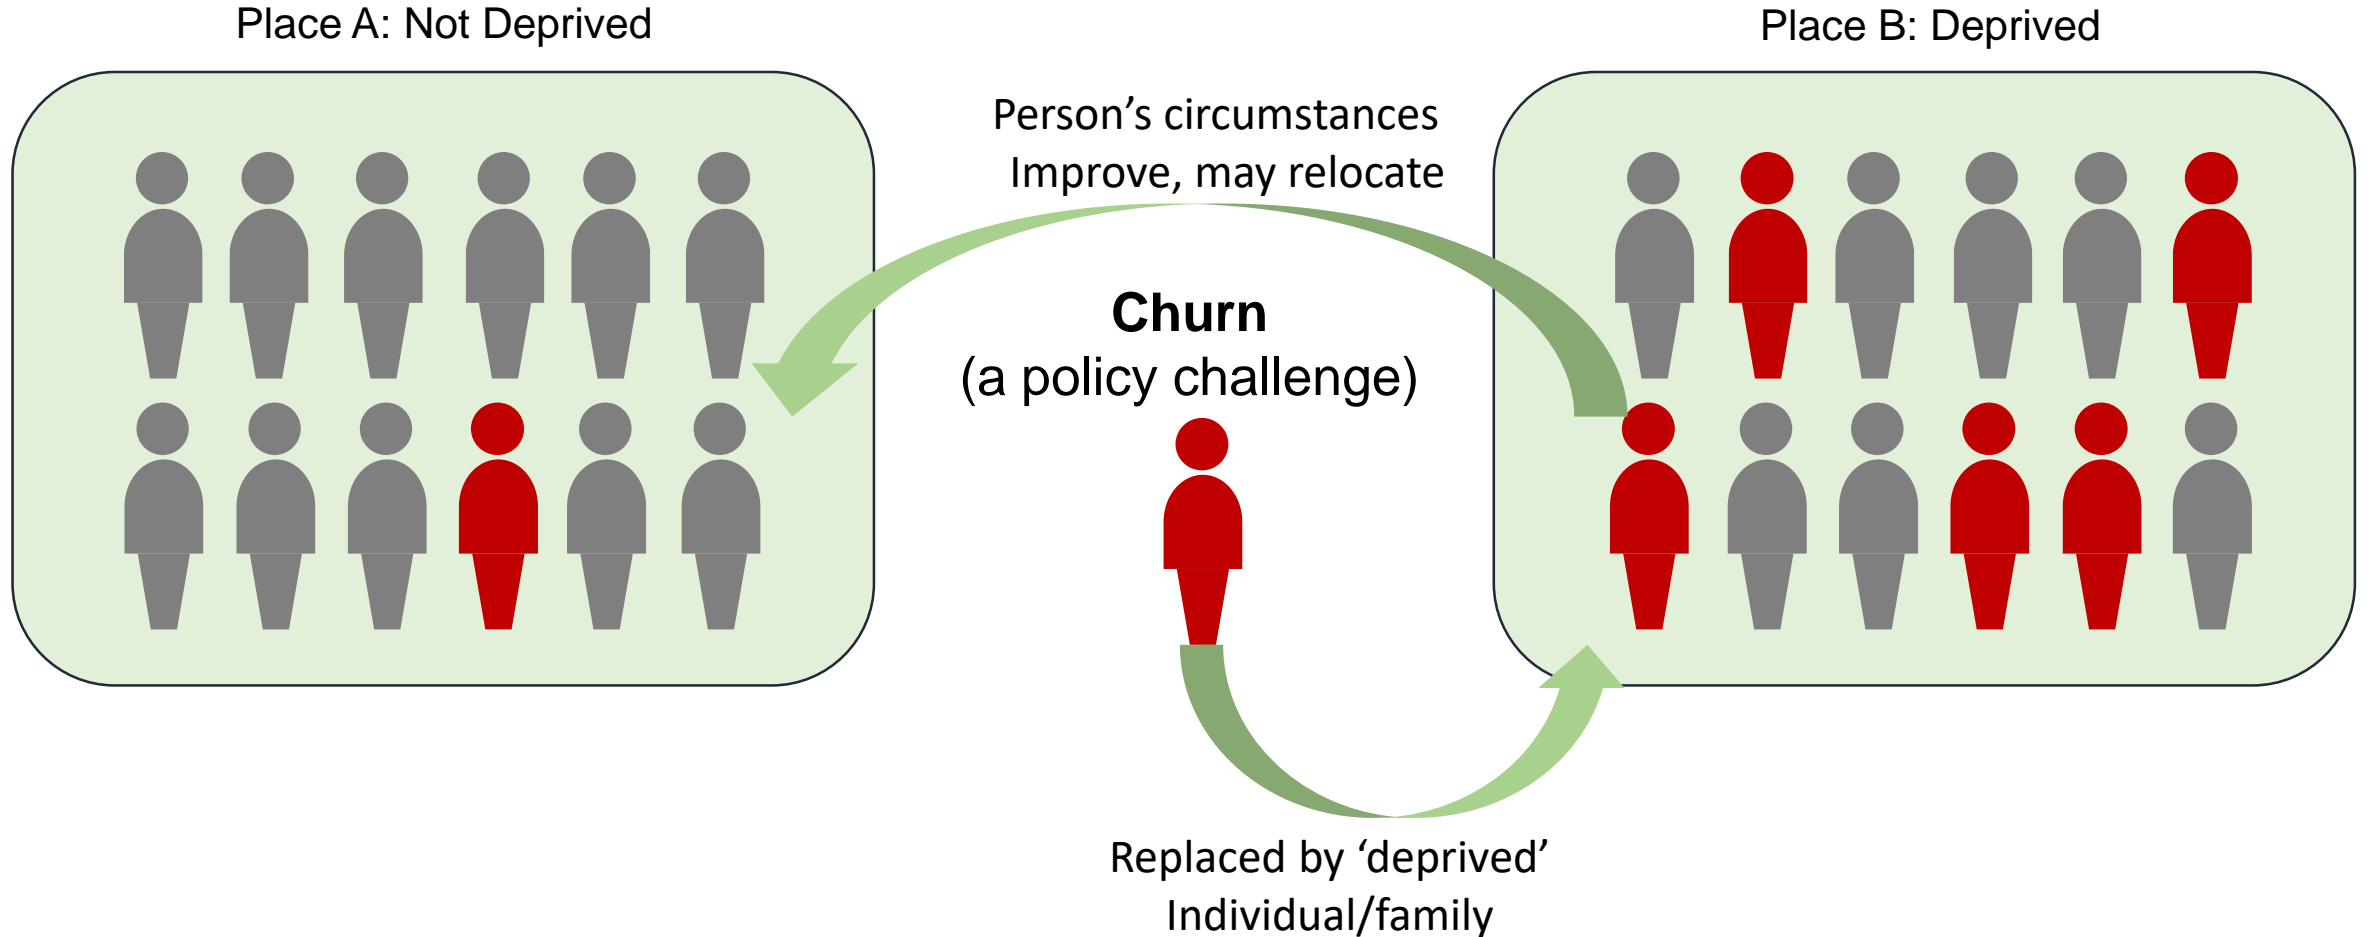 Place A: Not Deprived
Place B: Deprived
Person’s circumstances
Improve, may relocate
Churn
(a policy challenge)
Replaced by ‘deprived’
Individual/family